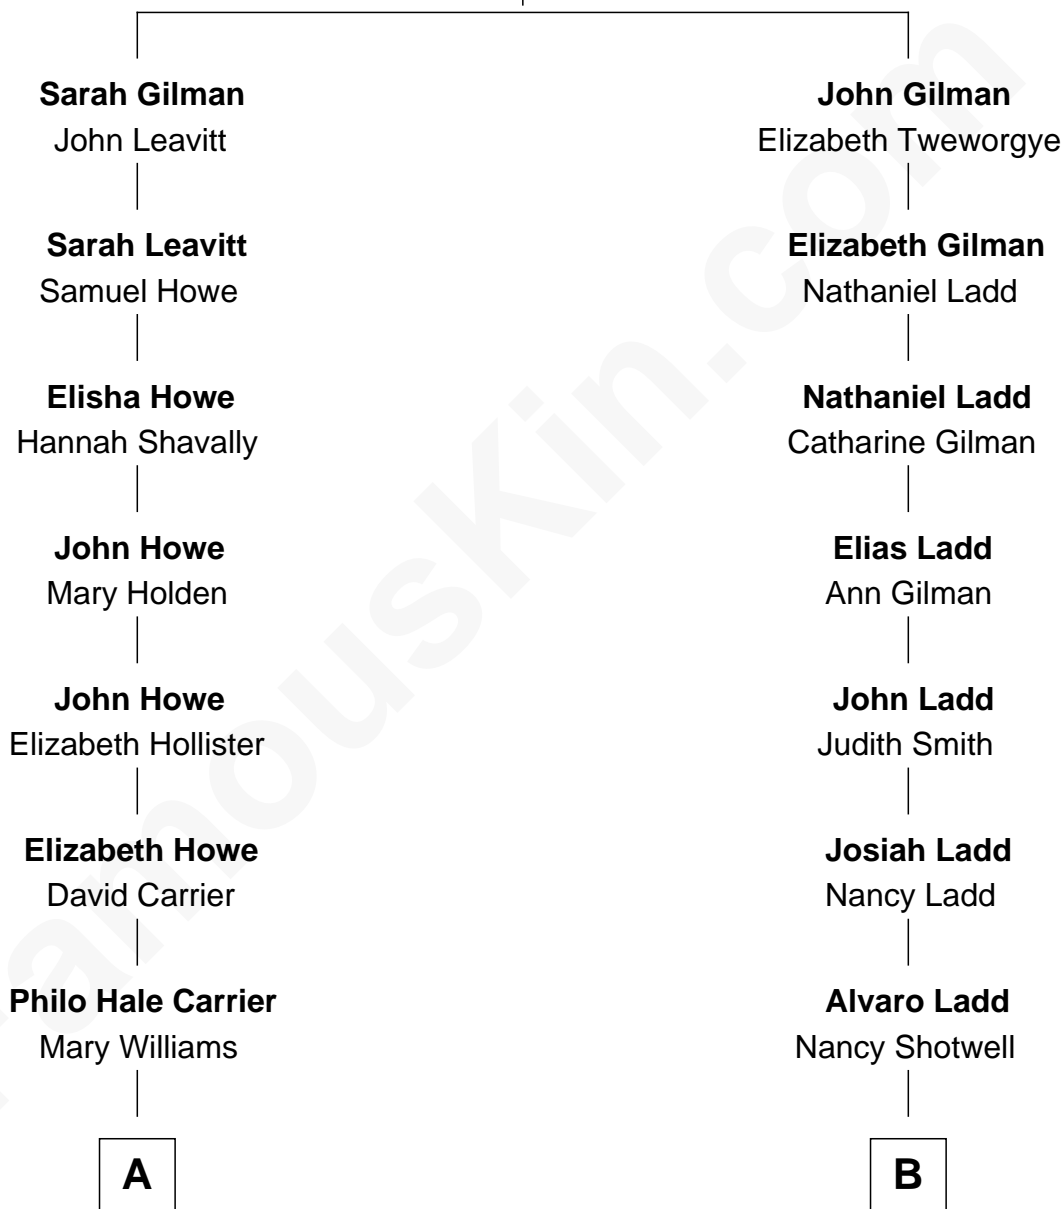 Sarah Gilman
John Leavitt
Sarah Leavitt
Samuel Howe
Elisha Howe
Hannah Shavally
John Howe
Mary Holden
John Howe
Elizabeth Hollister
Elizabeth Howe
David Carrier
Philo Hale Carrier
Mary Williams
A
John Gilman
Elizabeth Tweworgye
Elizabeth Gilman
Nathaniel Ladd
Nathaniel Ladd
Catharine Gilman
Elias Ladd
Ann Gilman
John Ladd
Judith Smith
Josiah Ladd
Nancy Ladd
Alvaro Ladd
Nancy Shotwell
B
FamousKin.com